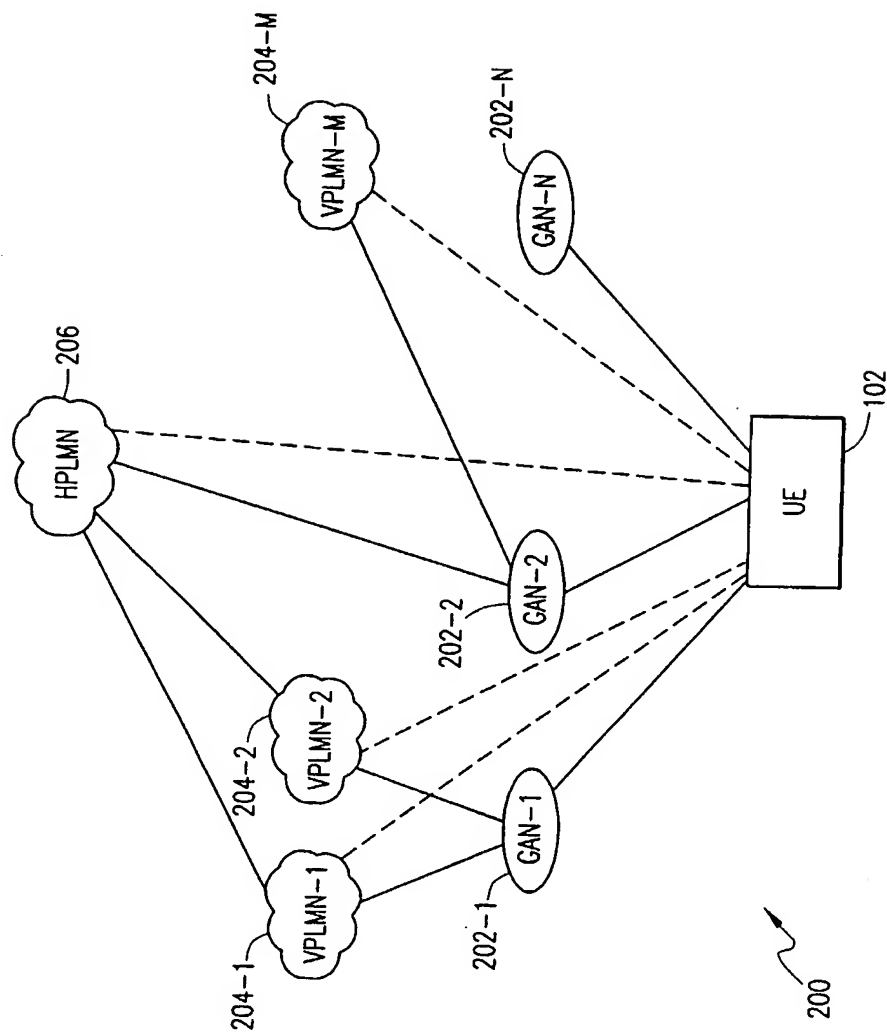 206
HPLMN
204-M
VPLMN-M
202-N
GAN-N
204-2
VPLMN-2
204-1
VPLMN-1
202-2
GAN-2
202-1
GAN-1
UE
102
200